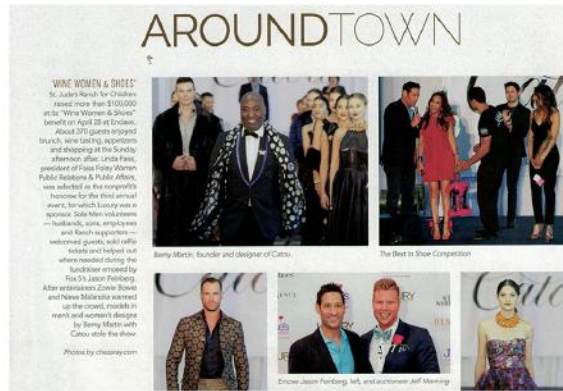 AROUNDTOWN
"WINE WOMEN & SHOES"
St. Jude's Ranch for Children
raised more than $100,000
at its "Wine Women & Shoes"
benefit on April 28 at Enclave.
About 370 guests enjoyed
brunch, wine tasting, appetizers
and shopping at the Sunday
afternoon affair. Linda Faiss,
president of Faiss Foley Warren
Public Relations & Public Affairs,
was selected as the nonprofit's
honoree for the third annual
event, for which Luxury was a
sponsor. Sole Men volunteers
— husbands, sons, employees
and Ranch supporters —
welcomed guests, sold raffle
tickets and helped out
where needed during the
fundraiser emceed by
Fox 5's Jason Feinberg.
After entertainers Zowie Bowie
and Nieve Malandra warmed
up the crowd, models in
men's and women's designs
by Berny Martin with
Catou stole the show.
Photos by
Berny Martin, founder and designer of Catou.
The Best in Shoe Competition
Emcee Jason Feinberg, left, and auctioneer Jeff Manning